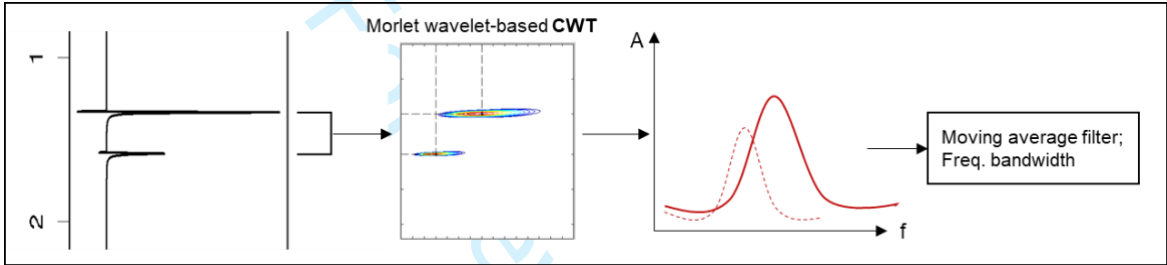 1
2
Morlet wavelet-based CWT
A
f
Moving average filter;
Freq. bandwidth